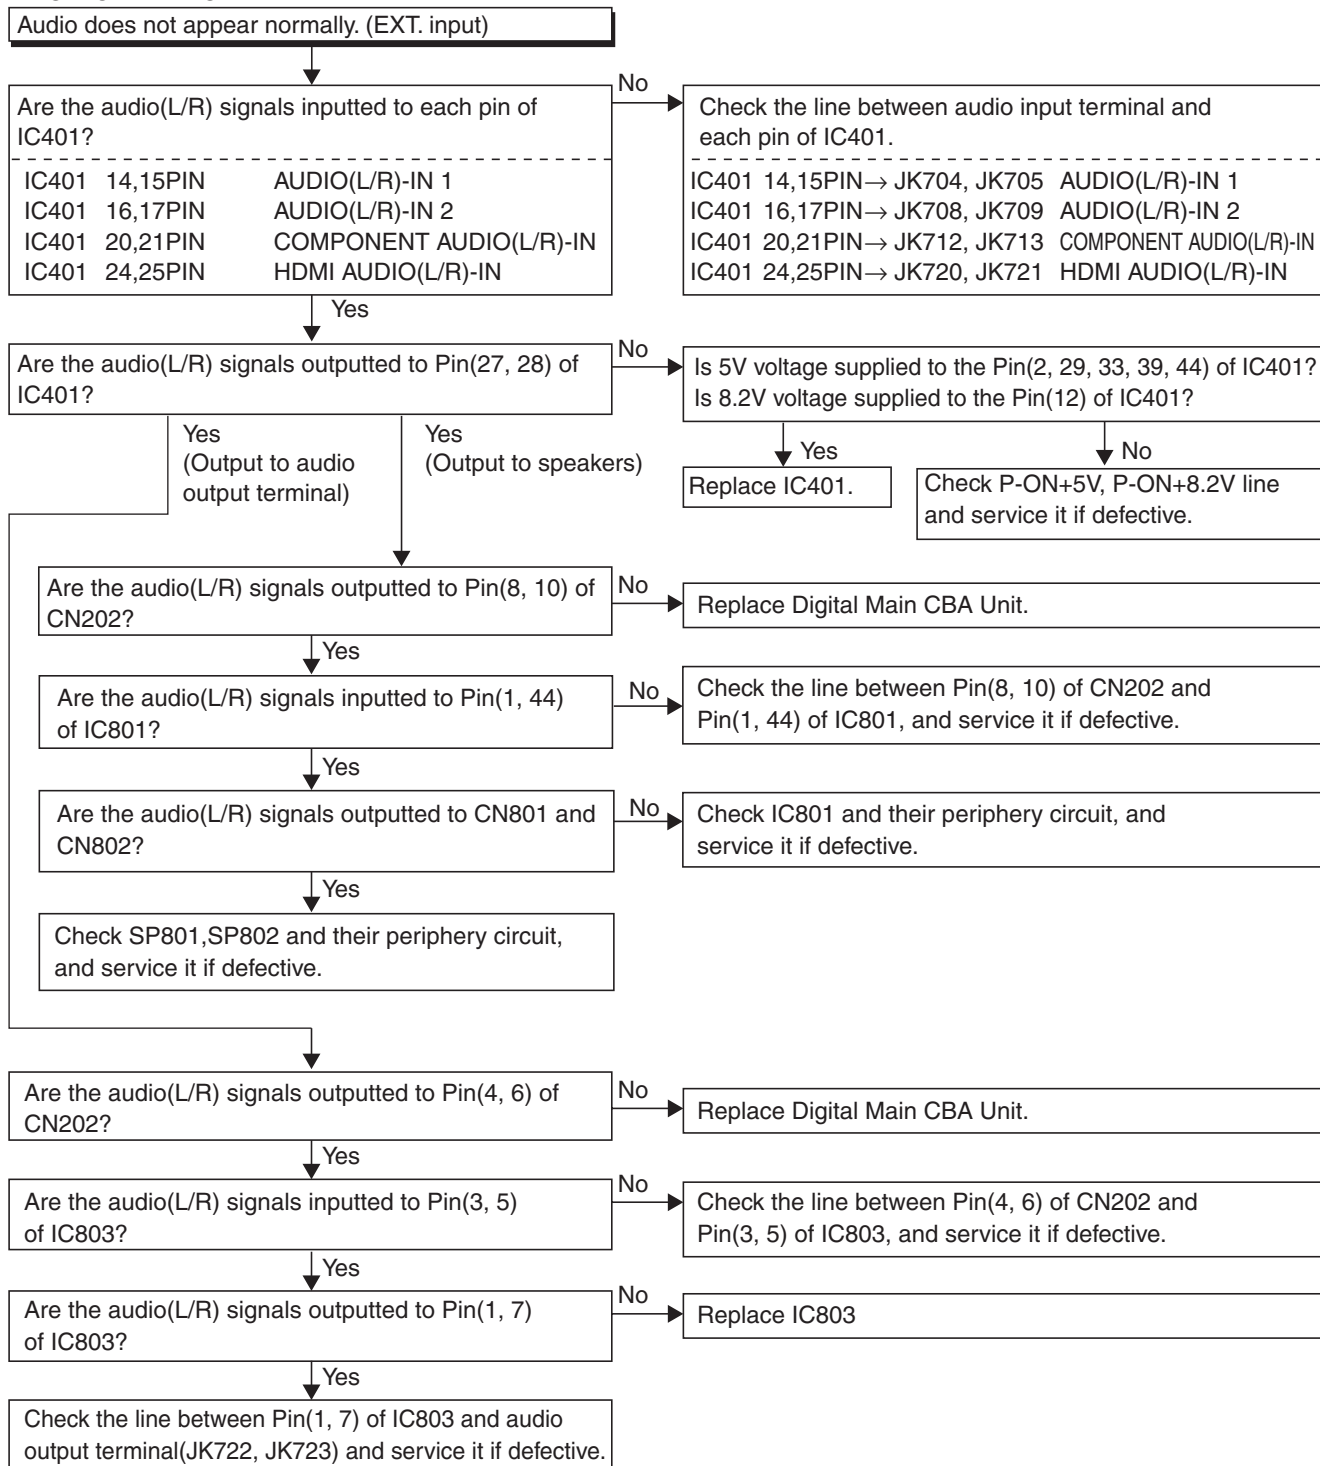 Audio does not appear normally. (EXT. input)
Are the audio(L/R) signals inputted to each pin of
IC401?
IC401 14,15PIN AUDIO(L/R)-IN 1
IC401 16,17PIN AUDIO(L/R)-IN 2
IC401 20,21PIN COMPONENT AUDIO(L/R)-IN
IC401 24,25PIN HDMI AUDIO(L/R)-IN
No
Check the line between audio input terminal and
each pin of IC401.
IC401 14,15PIN→ JK704, JK705 AUDIO(L/R)-IN 1
IC401 16,17PIN→ JK708, JK709 AUDIO(L/R)-IN 2
IC401 20,21PIN→ JK712, JK713 COMPONENT AUDIO(L/R)-IN
IC401 24,25PIN→ JK720, JK721 HDMI AUDIO(L/R)-IN
Yes
Are the audio(L/R) signals outputted to Pin(27, 28) of
IC401?
No
Is 5V voltage supplied to the Pin(2, 29, 33, 39, 44) of IC401?
Is 8.2V voltage supplied to the Pin(12) of IC401?
Yes
Replace IC401.
No
Check P-ON+5V, P-ON+8.2V line
and service it if defective.
Yes
(Output to audio
output terminal)
Yes
(Output to speakers)
Are the audio(L/R) signals outputted to Pin(8, 10) of
CN202?
No
Replace Digital Main CBA Unit.
Yes
Are the audio(L/R) signals inputted to Pin(1, 44)
of IC801?
No
Check the line between Pin(8, 10) of CN202 and
Pin(1, 44) of IC801, and service it if defective.
Yes
Are the audio(L/R) signals outputted to CN801 and
CN802?
No
Check IC801 and their periphery circuit, and
service it if defective.
Yes
Check SP801,SP802 and their periphery circuit,
and service it if defective.
Are the audio(L/R) signals outputted to Pin(4, 6) of
CN202?
No
Replace Digital Main CBA Unit.
Yes
Are the audio(L/R) signals inputted to Pin(3, 5)
of IC803?
No
Check the line between Pin(4, 6) of CN202 and
Pin(3, 5) of IC803, and service it if defective.
Yes
Are the audio(L/R) signals outputted to Pin(1, 7)
of IC803?
No
Replace IC803
Yes
Check the line between Pin(1, 7) of IC803 and audio
output terminal(JK722, JK723) and service it if defective.